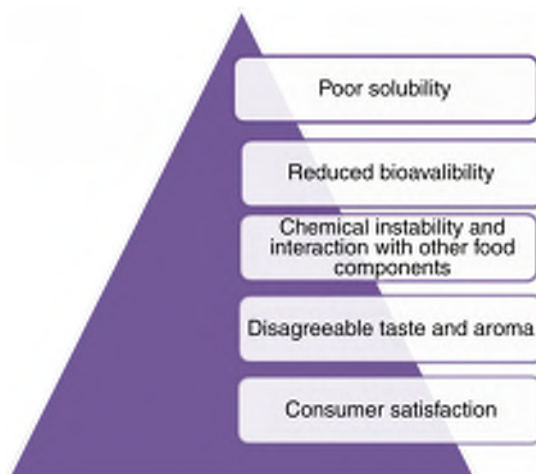 Poor solubility
Reduced bioavalibility
Chemical instability and
interaction with other food
components
Disagreeable taste and aroma
Consumer satisfaction